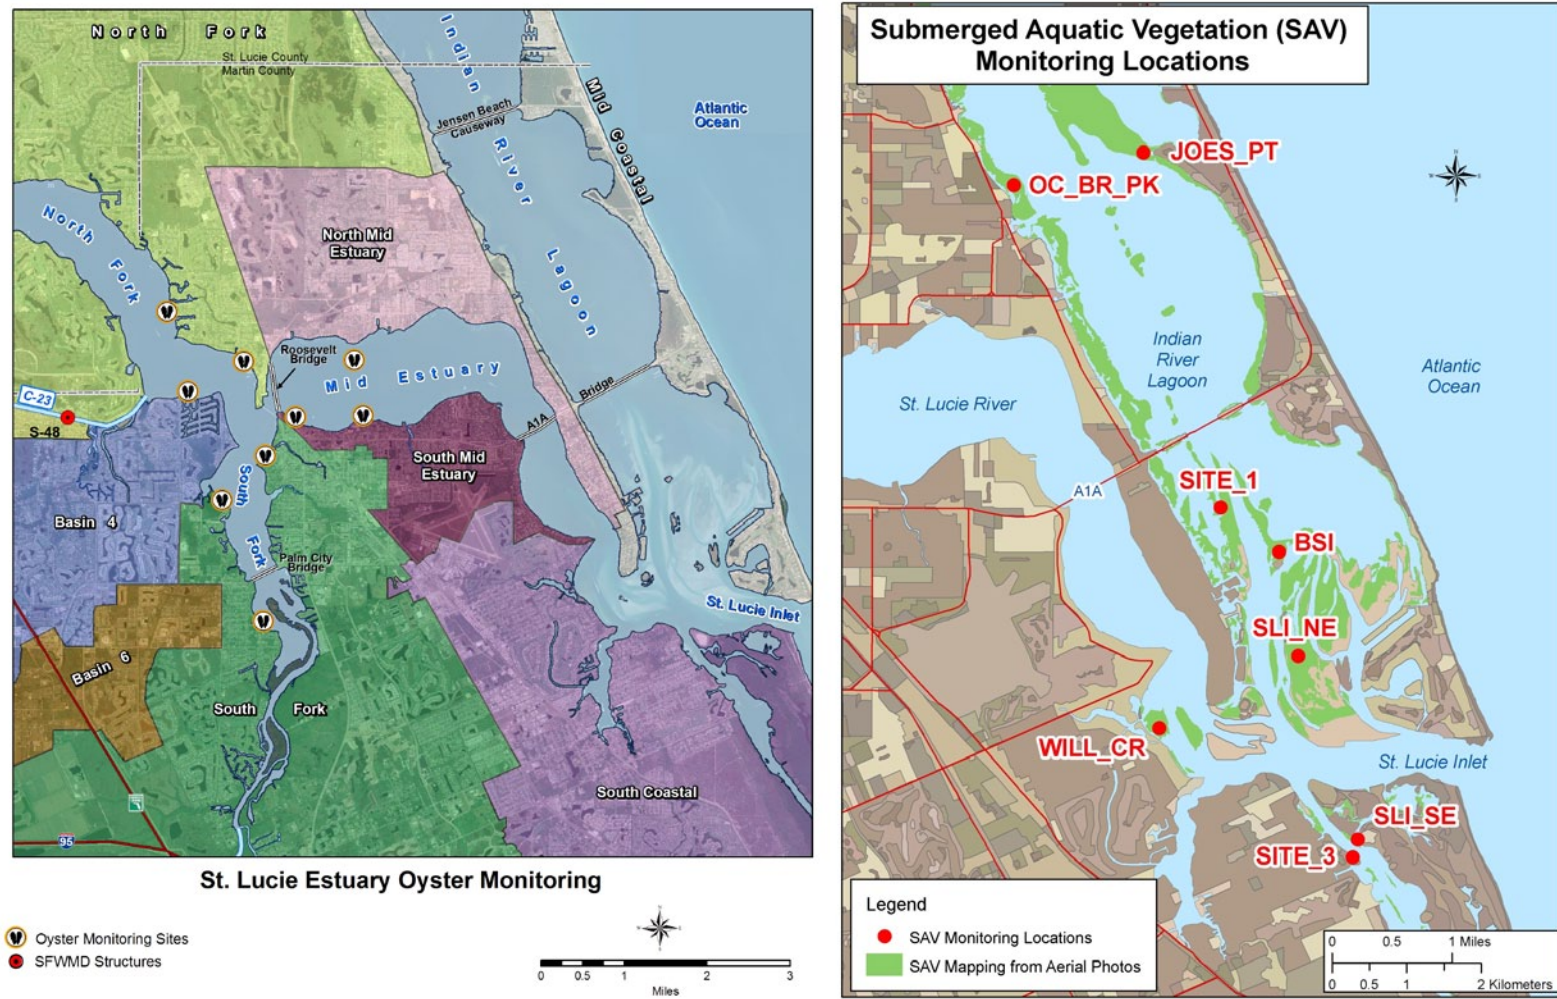 North Fork
St. Lucie County
Martin County
Indian River Lagoon
Jensen Beach
Causeway
Mid Coastal
Atlantic
Ocean
North Fork
North Mid
Estuary
Roosevelt
Bridge
Mid Estuary
A1A Bridge
C-23
S-48
South Mid
Estuary
South Fork
Basin 4
Palm City
Bridge
St. Lucie Inlet
Basin 6
South Fork
South Coastal
95
St. Lucie Estuary Oyster Monitoring
Oyster Monitoring Sites
SFWMD Structures
0 0.5 1 2 3
Miles
Submerged Aquatic Vegetation (SAV)
Monitoring Locations
JOES_PT
OC_BR_PK
Indian
River
Lagoon
Atlantic
Ocean
St. Lucie River
A1A
SITE_1
BSI
SLI_NE
WILL_CR
St. Lucie Inlet
SLI_SE
SITE_3
Legend
SAV Monitoring Locations
SAV Mapping from Aerial Photos
0 0.5 1 Miles
0 0.5 1 2 Kilometers